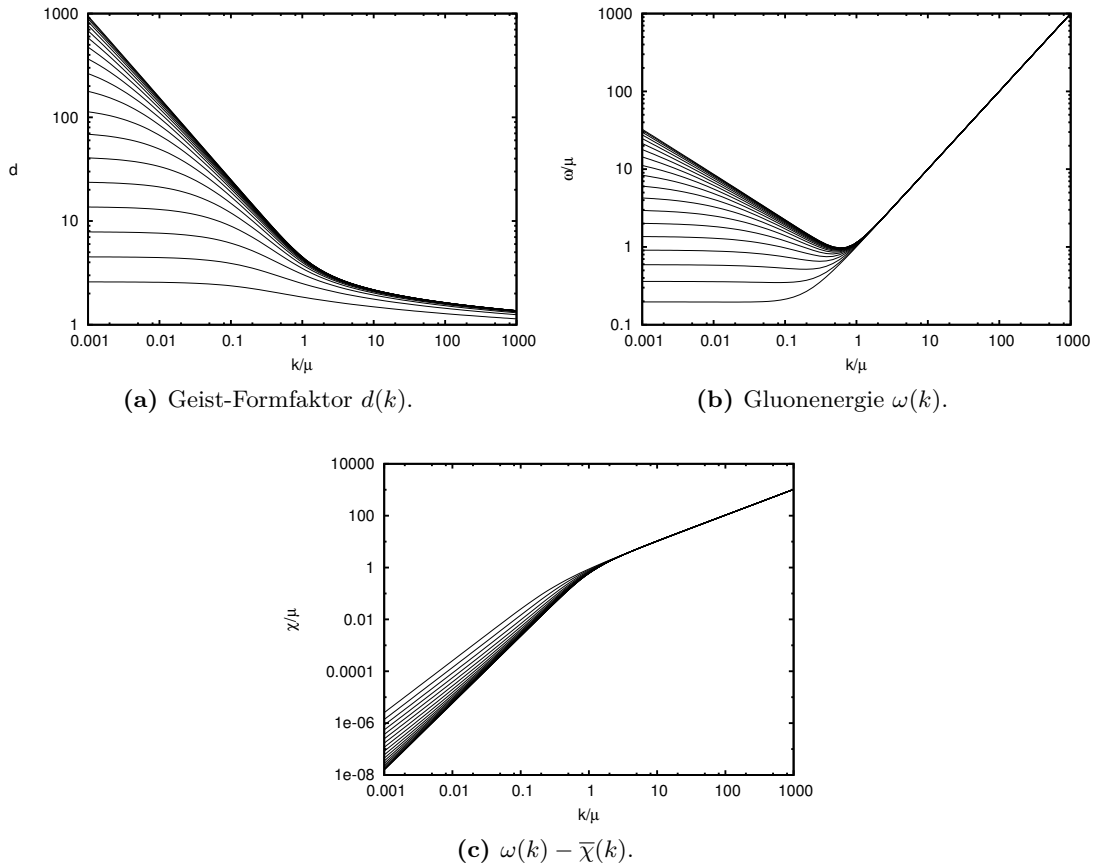 1000
100
d
10
1
0.001 0.01 0.1 1 10 100 1000
k/μ
(a) Geist-Formfaktor d(k).
1000
100
ω/μ
10
1
0.1
0.001 0.01 0.1 1 10 100 1000
k/μ
(b) Gluonenergie ω(k).
10000
100
1
χ/μ
0.01
0.0001
1e-06
1e-08
0.001 0.01 0.1 1 10 100 1000
k/μ
(c) ω(k) − χ̅(k).